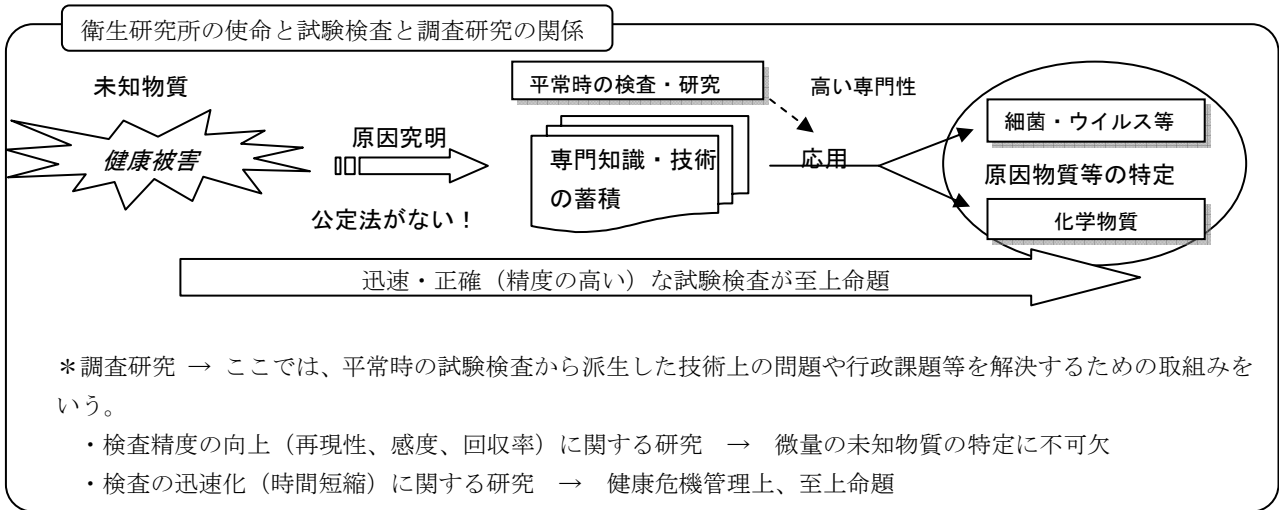 衛生研究所の使命と試験検査と調査研究の関係
未知物質
健康被害
原因究明
公定法がない！
平常時の検査・研究
専門知識・技術
の蓄積
高い専門性
応用
細菌・ウイルス等
原因物質等の特定
化学物質
迅速・正確（精度の高い）な試験検査が至上命題
＊調査研究 → ここでは、平常時の試験検査から派生した技術上の問題や行政課題等を解決するための取組みを
いう。
・検査精度の向上（再現性、感度、回収率）に関する研究 → 微量の未知物質の特定に不可欠
・検査の迅速化（時間短縮）に関する研究 → 健康危機管理上、至上命題